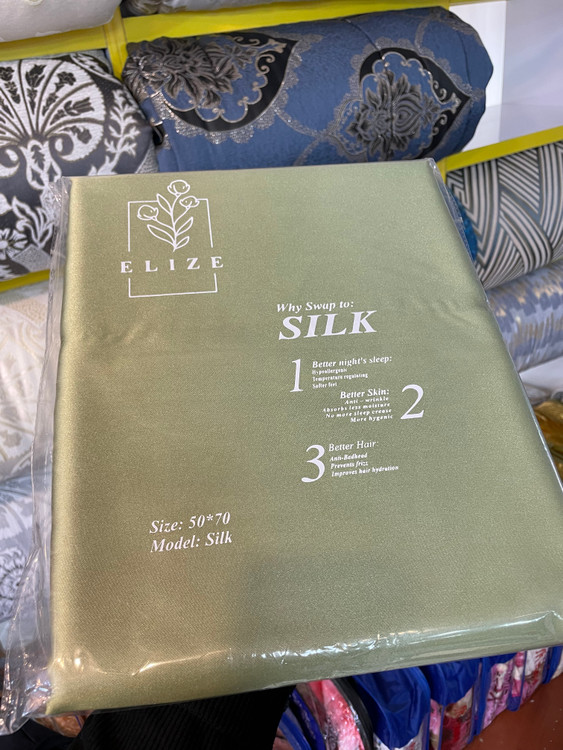 ELIZE
Why Swap to:
SILK
1
Better night's sleep:
Hypoallergenic
Temperature regulating
Softer feel
2
Better Skin:
Anti - wrinkle
Absorbs less moisture
No more sleep crease
More hygenic
3
Better Hair:
Anti-Bedhead
Prevents frizz
Improves hair hydration
Size: 50*70
Model: Silk